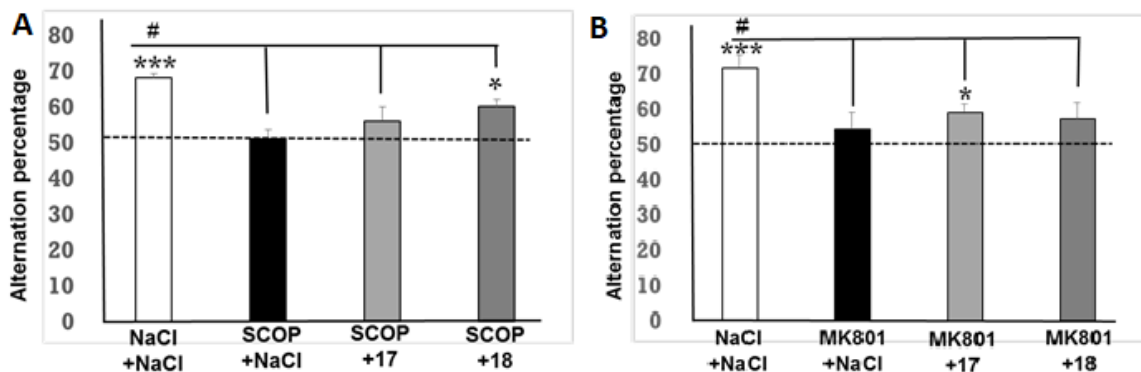 A
Alternation percentage
80
70
60
50
40
30
20
10
0
#
***
*
NaCl
+NaCl
SCOP
+NaCl
SCOP
+17
SCOP
+18
B
Alternation percentage
80
70
60
50
40
30
20
10
0
#
***
*
NaCl
+NaCl
MK801
+NaCl
MK801
+17
MK801
+18